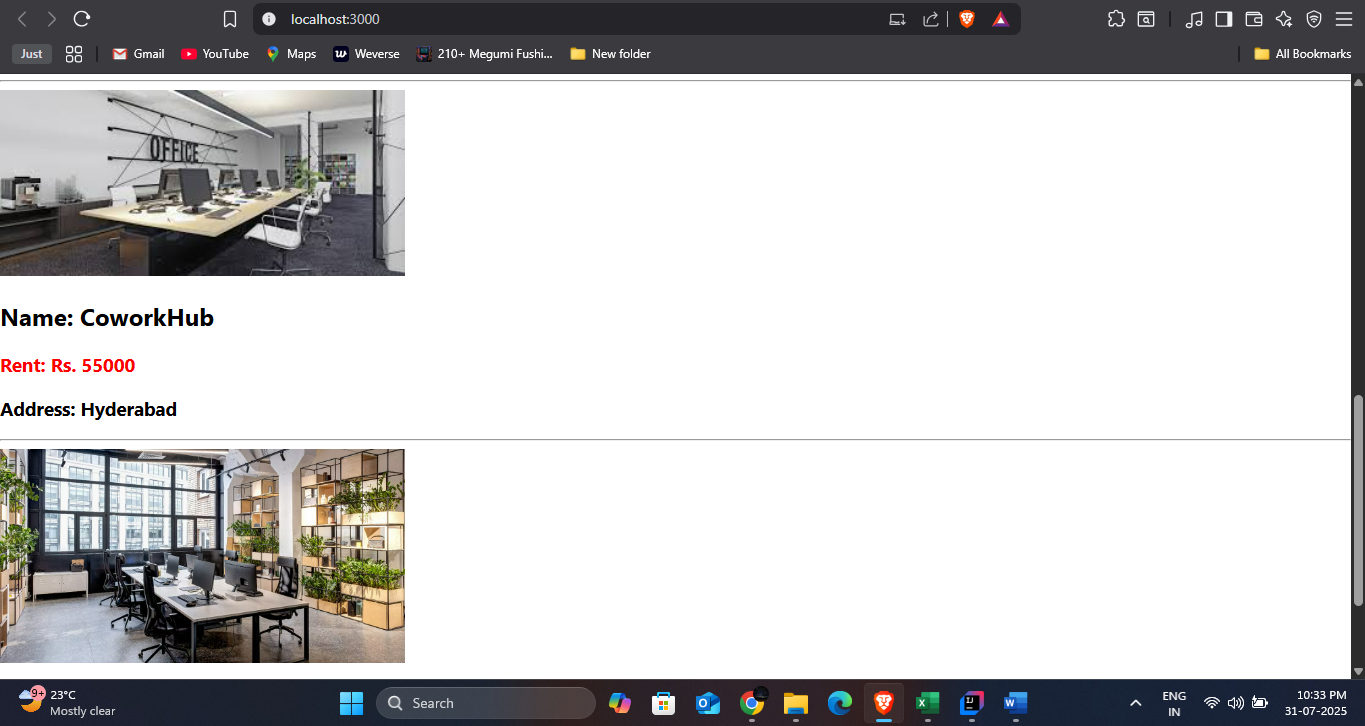 localhost:3000
Just
Gmail
YouTube
Maps
Weverse
210+ Megumi Fushi...
New folder
All Bookmarks
OFFICE
Name: CoworkHub
Rent: Rs. 55000
Address: Hyderabad
9+
23°C
Mostly clear
Search
ENG
IN
10:33 PM
31-07-2025